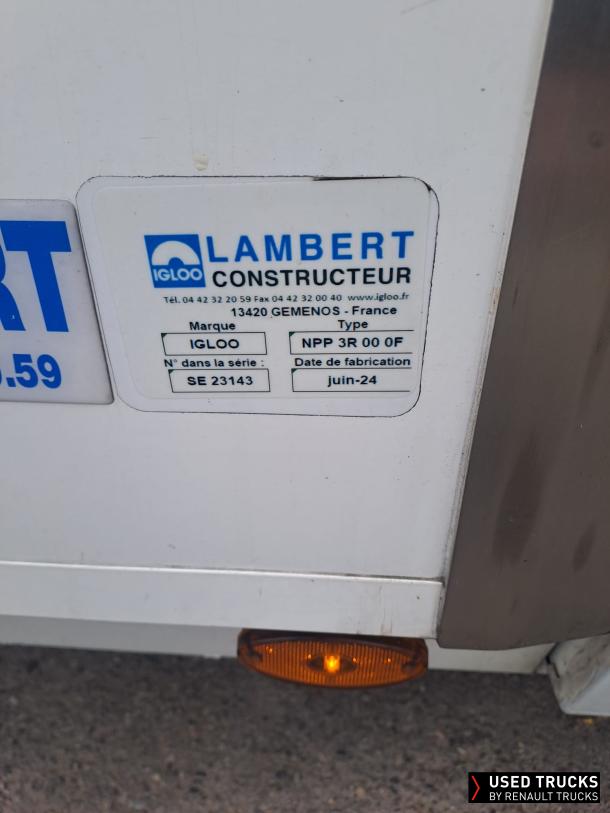 LAMBERT
IGLOO CONSTRUCTEUR
Tél. 04 42 32 20 59 Fax 04 42 32 00 40 www.igloo.fr
13420 GEMENOS - France
Marque Type
IGLOO NPP 3R 00 0F
N° dans la série : Date de fabrication
SE 23143 juin-24
RT
.59
USED TRUCKS
BY RENAULT TRUCKS